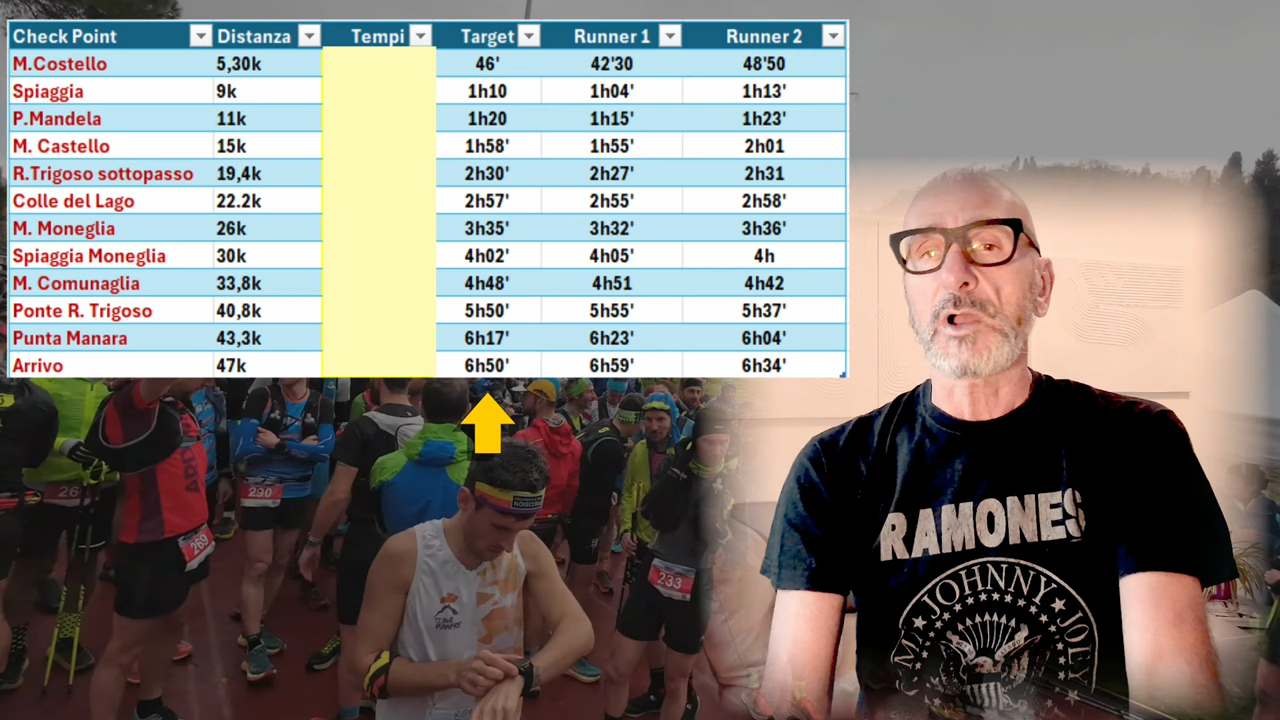 Check Point Distanza Tempi Target Runner 1 Runner 2
M.Costello 5,30k 46' 42'30 48'50
Spiaggia 9k 1h10 1h04' 1h13'
P.Mandela 11k 1h20 1h15' 1h23'
M. Castello 15k 1h58' 1h55' 2h01
R.Trigoso sottopasso 19,4k 2h30' 2h27' 2h31
Colle del Lago 22.2k 2h57' 2h55' 2h58'
M. Moneglia 26k 3h35' 3h32' 3h36'
Spiaggia Moneglia 30k 4h02' 4h05' 4h
M. Comunaglia 33,8k 4h48' 4h51 4h42
Ponte R. Trigoso 40,8k 5h50' 5h55' 5h37'
Punta Manara 43,3k 6h17' 6h23' 6h04'
Arrivo 47k 6h50' 6h59' 6h34'
290
269
233
RAMONES
JOHNNY